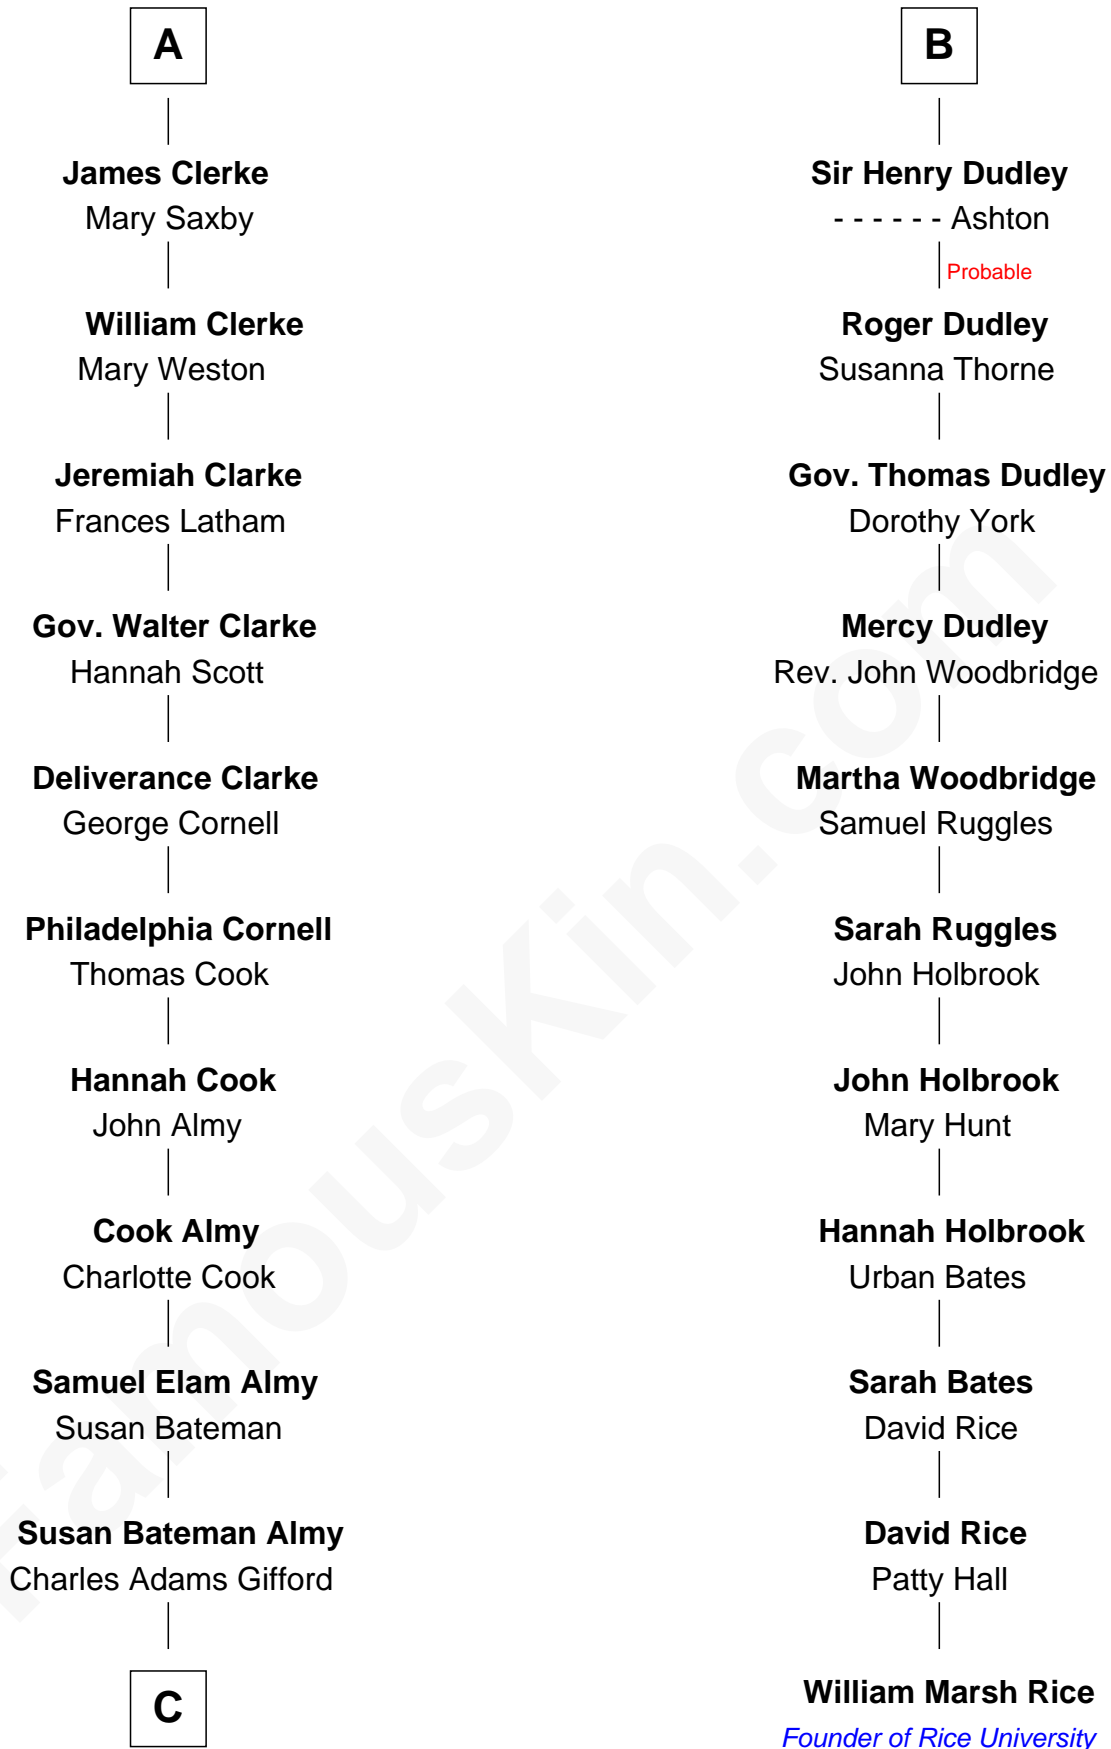 A
James Clerke
Mary Saxby
William Clerke
Mary Weston
Jeremiah Clarke
Frances Latham
Gov. Walter Clarke
Hannah Scott
Deliverance Clarke
George Cornell
Philadelphia Cornell
Thomas Cook
Hannah Cook
John Almy
Cook Almy
Charlotte Cook
Samuel Elam Almy
Susan Bateman
Susan Bateman Almy
Charles Adams Gifford
C
B
Sir Henry Dudley
- - - - - - Ashton
Probable
Roger Dudley
Susanna Thorne
Gov. Thomas Dudley
Dorothy York
Mercy Dudley
Rev. John Woodbridge
Martha Woodbridge
Samuel Ruggles
Sarah Ruggles
John Holbrook
John Holbrook
Mary Hunt
Hannah Holbrook
Urban Bates
Sarah Bates
David Rice
David Rice
Patty Hall
William Marsh Rice
Founder of Rice University
FamousKin.com